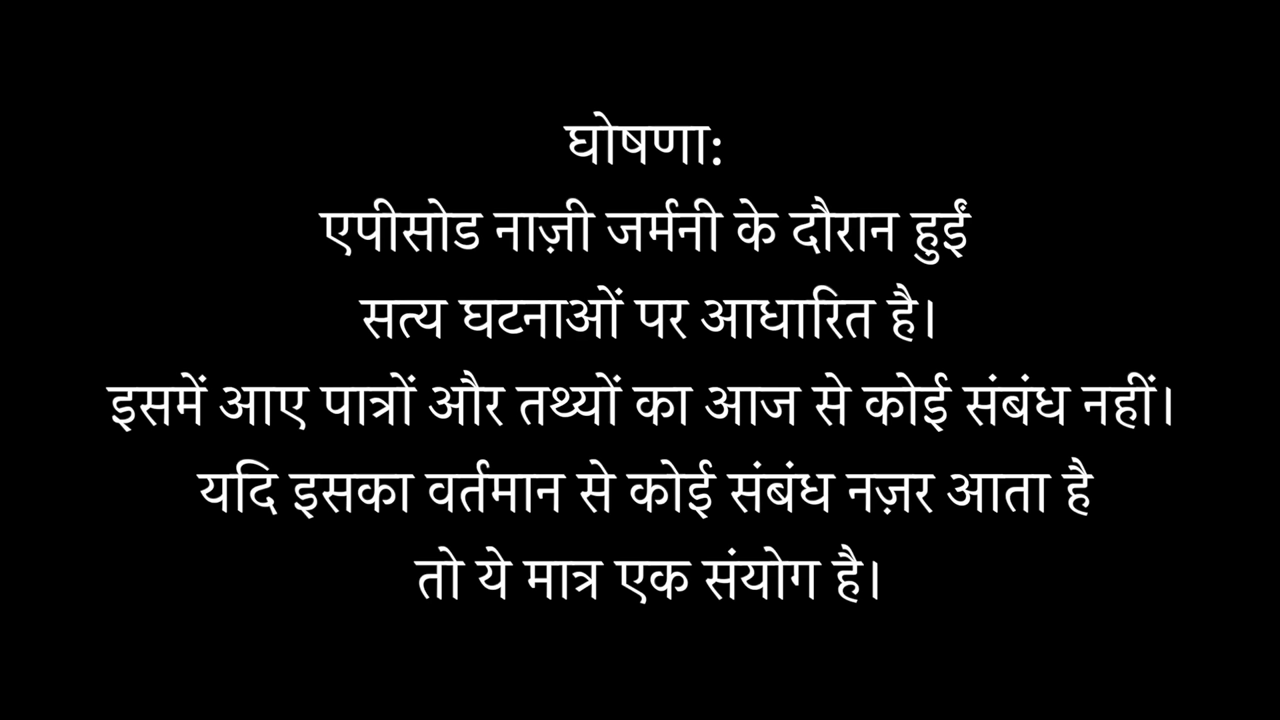 घोषणा:
एपीसोड नाज़ी जर्मनी के दौरान हुईं
सत्य घटनाओं पर आधारित है।
इसमें आए पात्रों और तथ्यों का आज से कोई संबंध नहीं।
यदि इसका वर्तमान से कोई संबंध नज़र आता है
तो ये मात्र एक संयोग है।